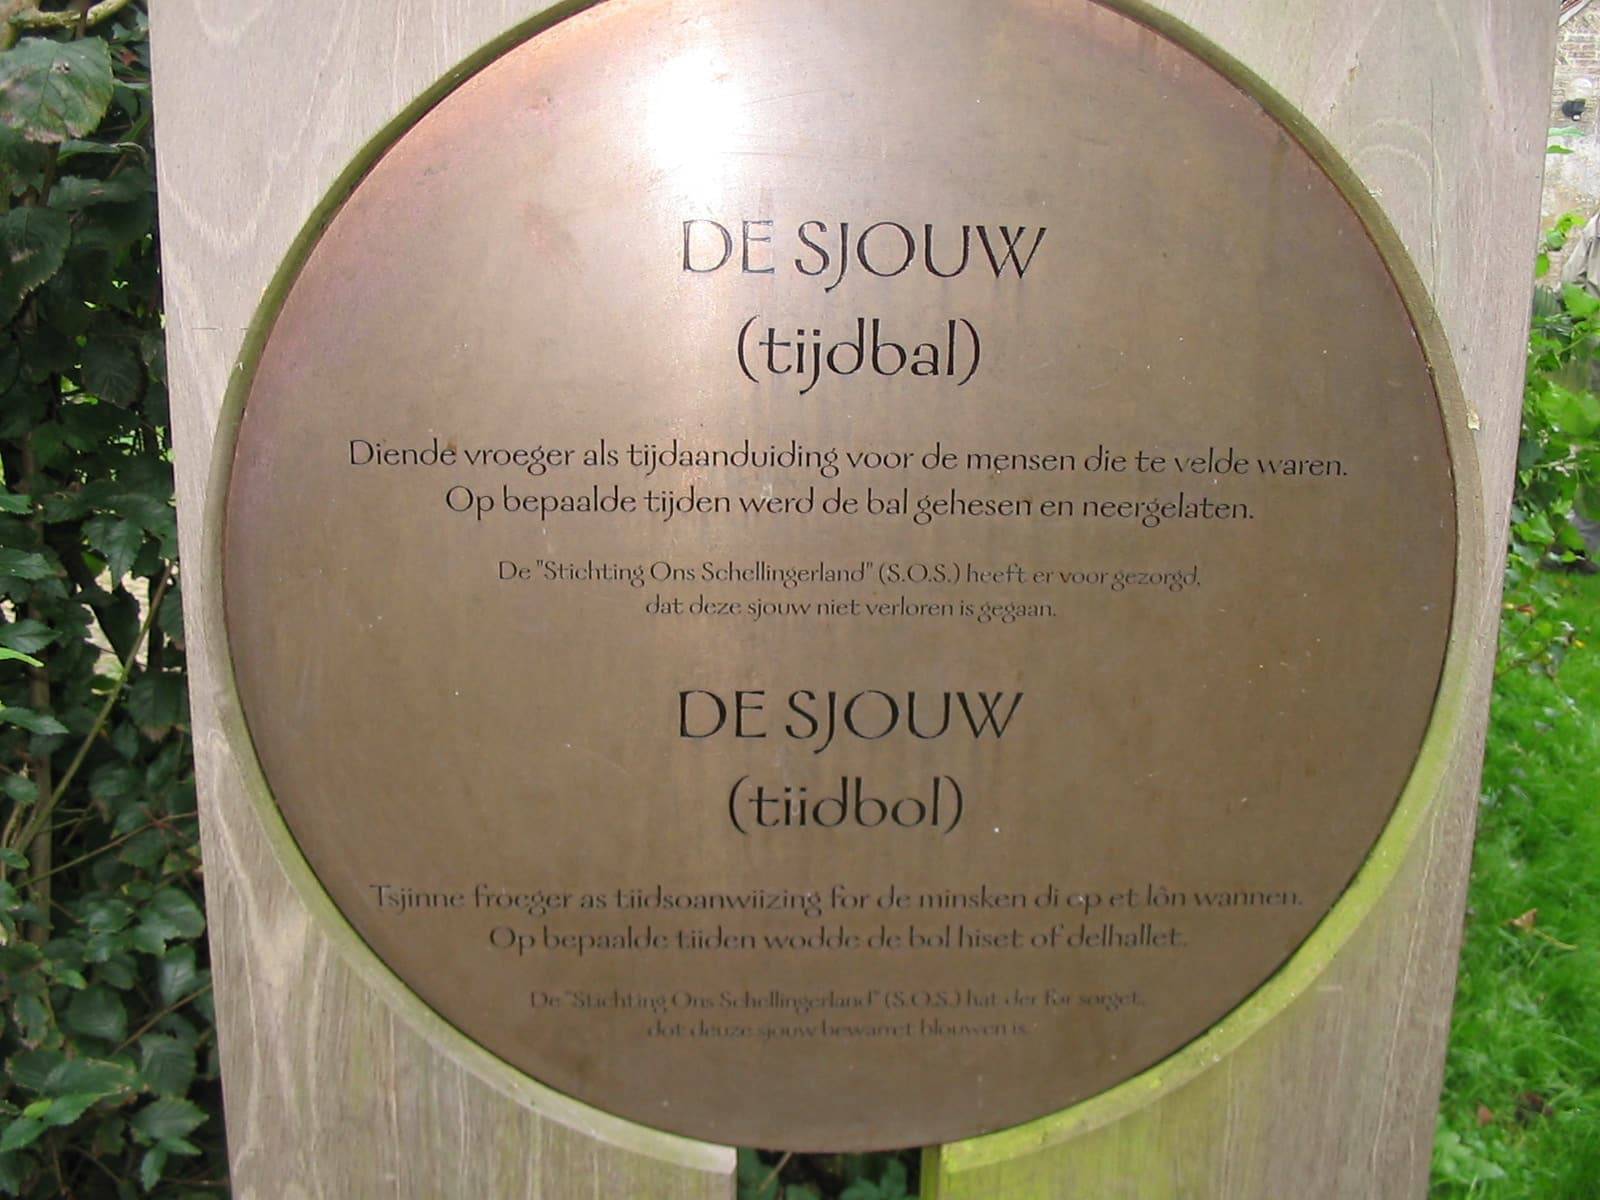 DE SJOUW
(tijdbal)
Diende vroeger als tijdaanduiding voor de mensen die te velde waren.
Op bepaalde tijden werd de bal gehesen en neergelaten.
De "Stichting Ons Schellingerland" (S.O.S.) heeft er voor gezorgd,
dat deze sjouw niet verloren is gegaan.
DE SJOUW
(tiidbol)
Tsjinne froeger as tiidsoanwiizing for de minsken di op et lôn wannen.
Op bepaalde tiiden wodde de bol hiset of delhallet.
De "Stichting Ons Schellingerland" (S.O.S.) hat der for sorget,
dot deuze sjouw bewarret blouwen is.